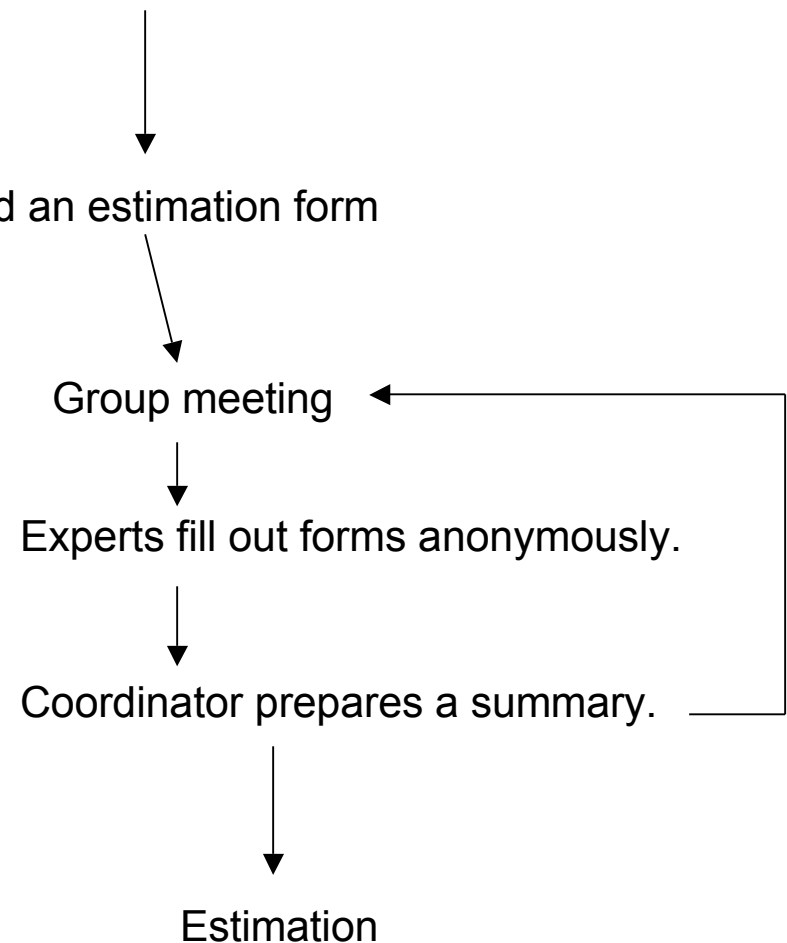 d an estimation form
Group meeting
Experts fill out forms anonymously.
Coordinator prepares a summary.
Estimation